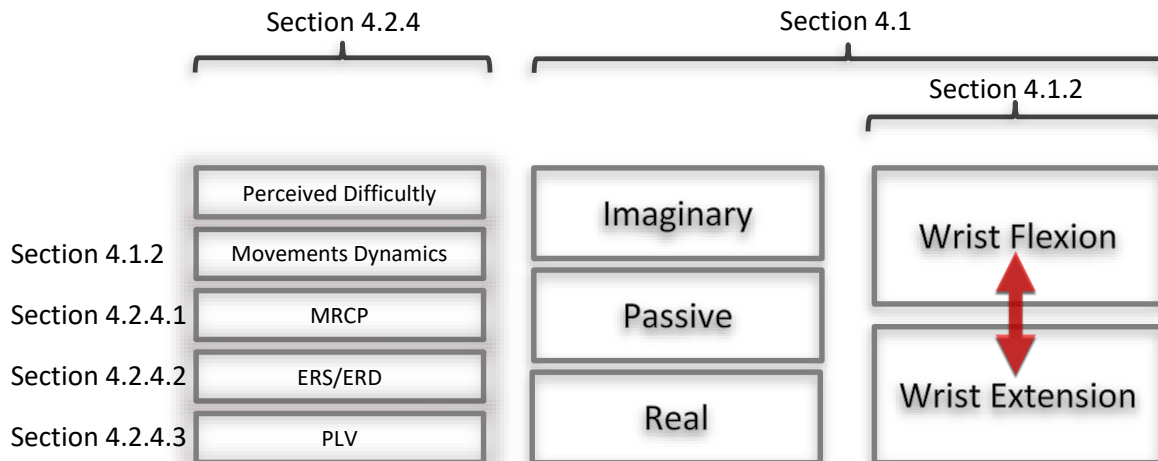 Section 4.2.4
Section 4.1
Section 4.1.2
Perceived Difficultly
Section 4.1.2
Movements Dynamics
Section 4.2.4.1
MRCP
Section 4.2.4.2
ERS/ERD
Section 4.2.4.3
PLV
Imaginary
Passive
Real
Wrist Flexion
Wrist Extension